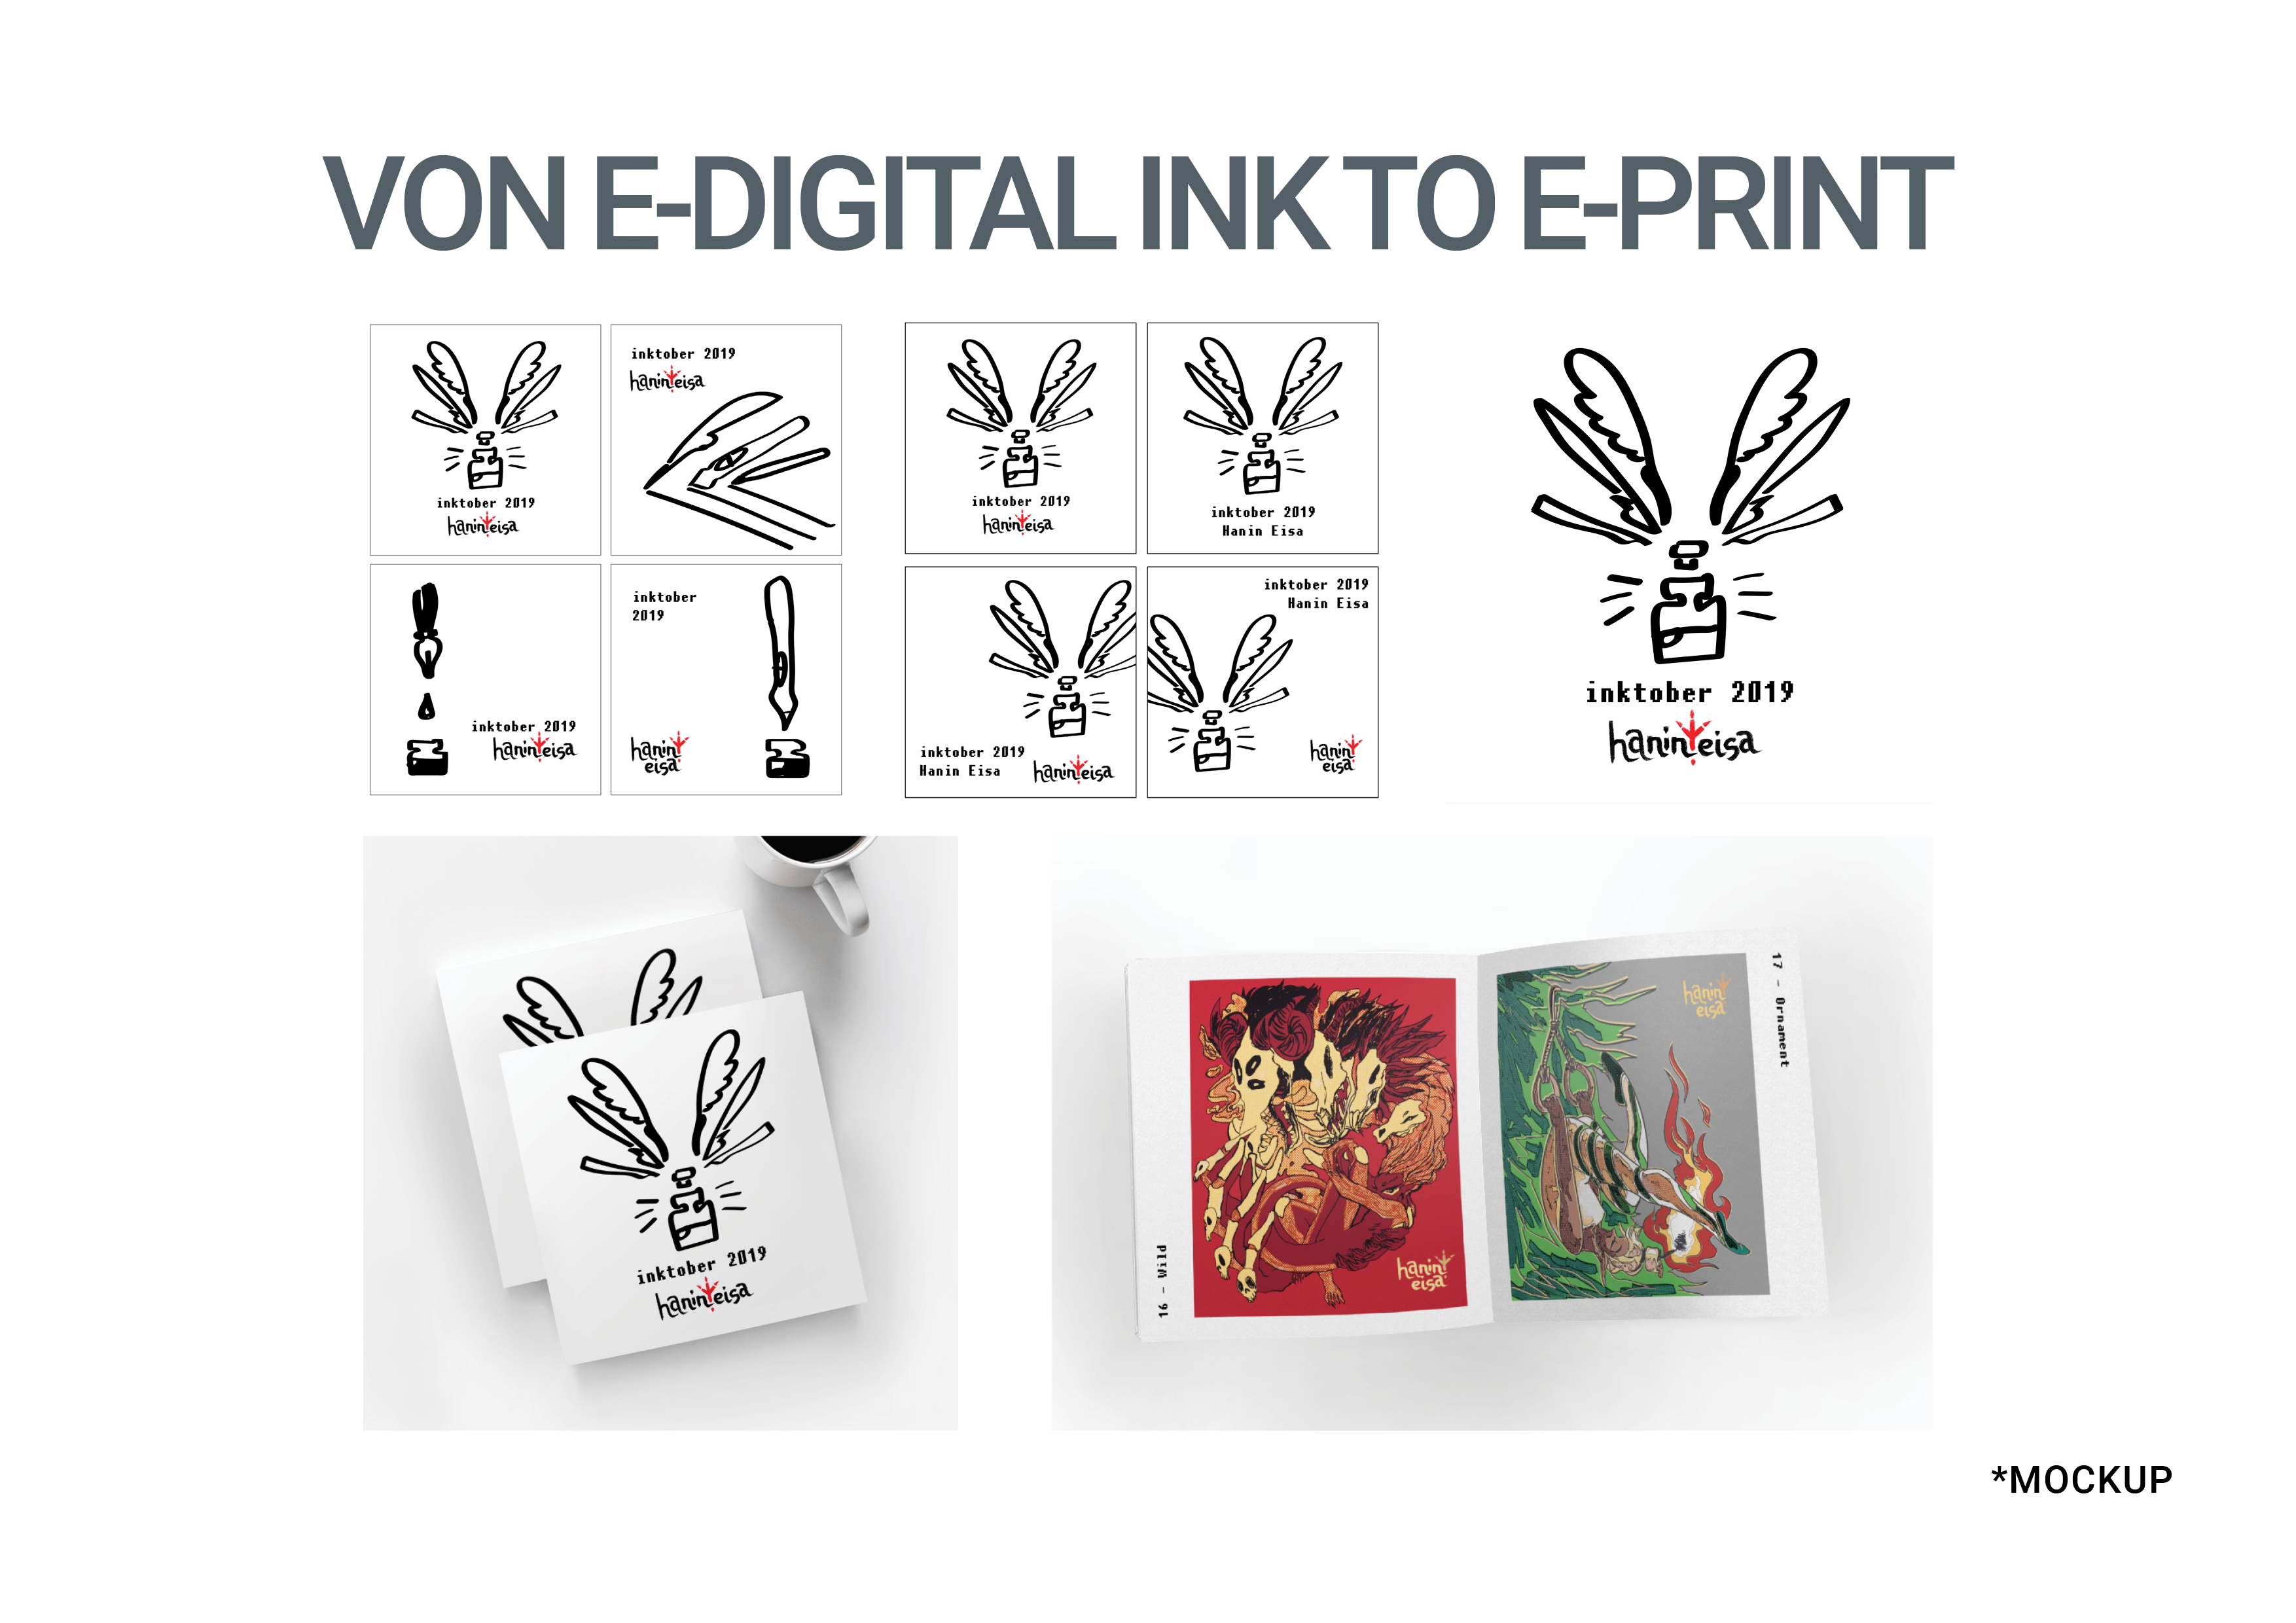 VON E-DIGITAL INK TO E-PRINT
inktober 2019
hanin eisa
inktober 2019
hanin eisa
inktober 2019
hanin eisa
inktober
2019
hanin
eisa
inktober 2019
hanin eisa
inktober 2019
Hanin Eisa
inktober 2019
Hanin Eisa
hanin eisa
inktober 2019
Hanin Eisa
hanin
eisa
inktober 2019
hanin eisa
inktober 2019
hanin eisa
16 - Wild
hanin
eisa
hanin
eisa
17 - Ornament
*MOCKUP